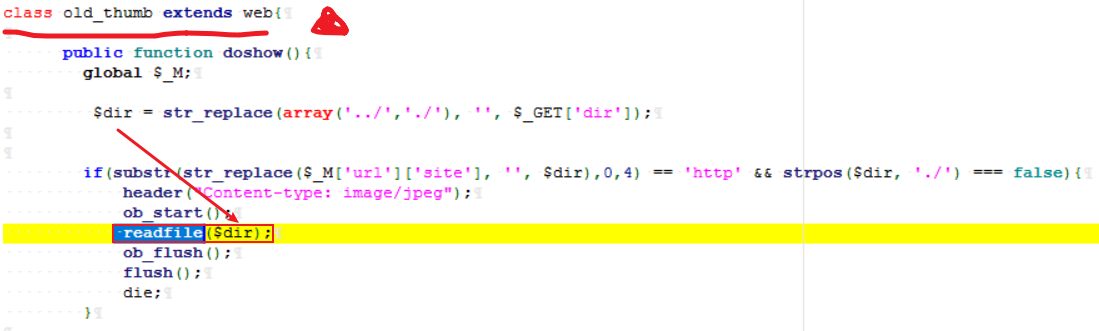 class old_thumb extends web{
public function doshow(){
global $_M;
$dir = str_replace(array('../','./'), '', $_GET['dir']);
if(substr(str_replace($_M['url']['site'], '', $dir),0,4) == 'http' && strpos($dir, './') === false){
header("Content-type: image/jpeg");
ob_start();
readfile($dir);
ob_flush();
flush();
die;
}